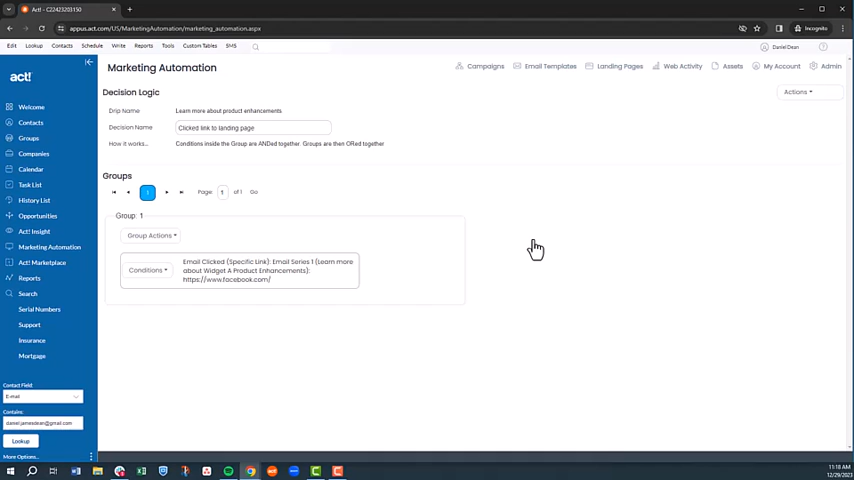 Act! - C22423203150
appus.act.com/US/MarketingAutomation/marketing_automation.aspx
Incognito
Edit Lookup Contacts Schedule Write Reports Tools Custom Tables SMS
Daniel Dean
act!
Marketing Automation
Campaigns Email Templates Landing Pages Web Activity Assets My Account Admin
Decision Logic
Actions
Drip Name Learn more about product enhancements
Decision Name Clicked link to landing page
How it works... Conditions inside the Group are ANDed together. Groups are then ORed together
Groups
1 Page: 1 of 1 Go
Group: 1
Group Actions
Conditions
Email Clicked (Specific Link): Email Series 1 (Learn more
about Widget A Product Enhancements):
https://www.facebook.com/
Welcome
Contacts
Groups
Companies
Calendar
Task List
History List
Opportunities
Act! Insight
Marketing Automation
Act! Marketplace
Reports
Search
Serial Numbers
Support
Insurance
Mortgage
Contact Field:
E-mail
Contains:
daniel.jamesdean@gmail.com
Lookup
More Options..
11:18 AM
12/29/2023